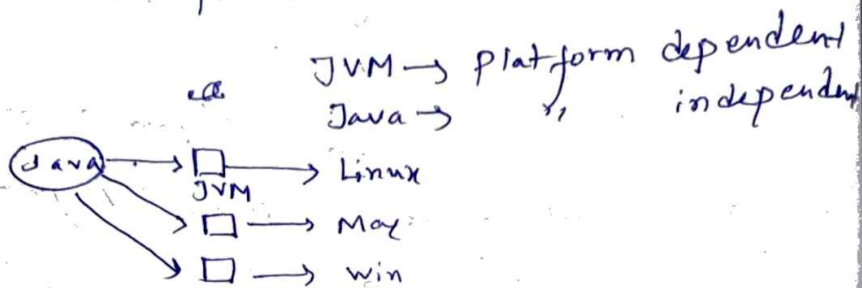 JVM → Platform dependent
Java → " independent
Java → JVM → Linux
→ Mac
→ Win